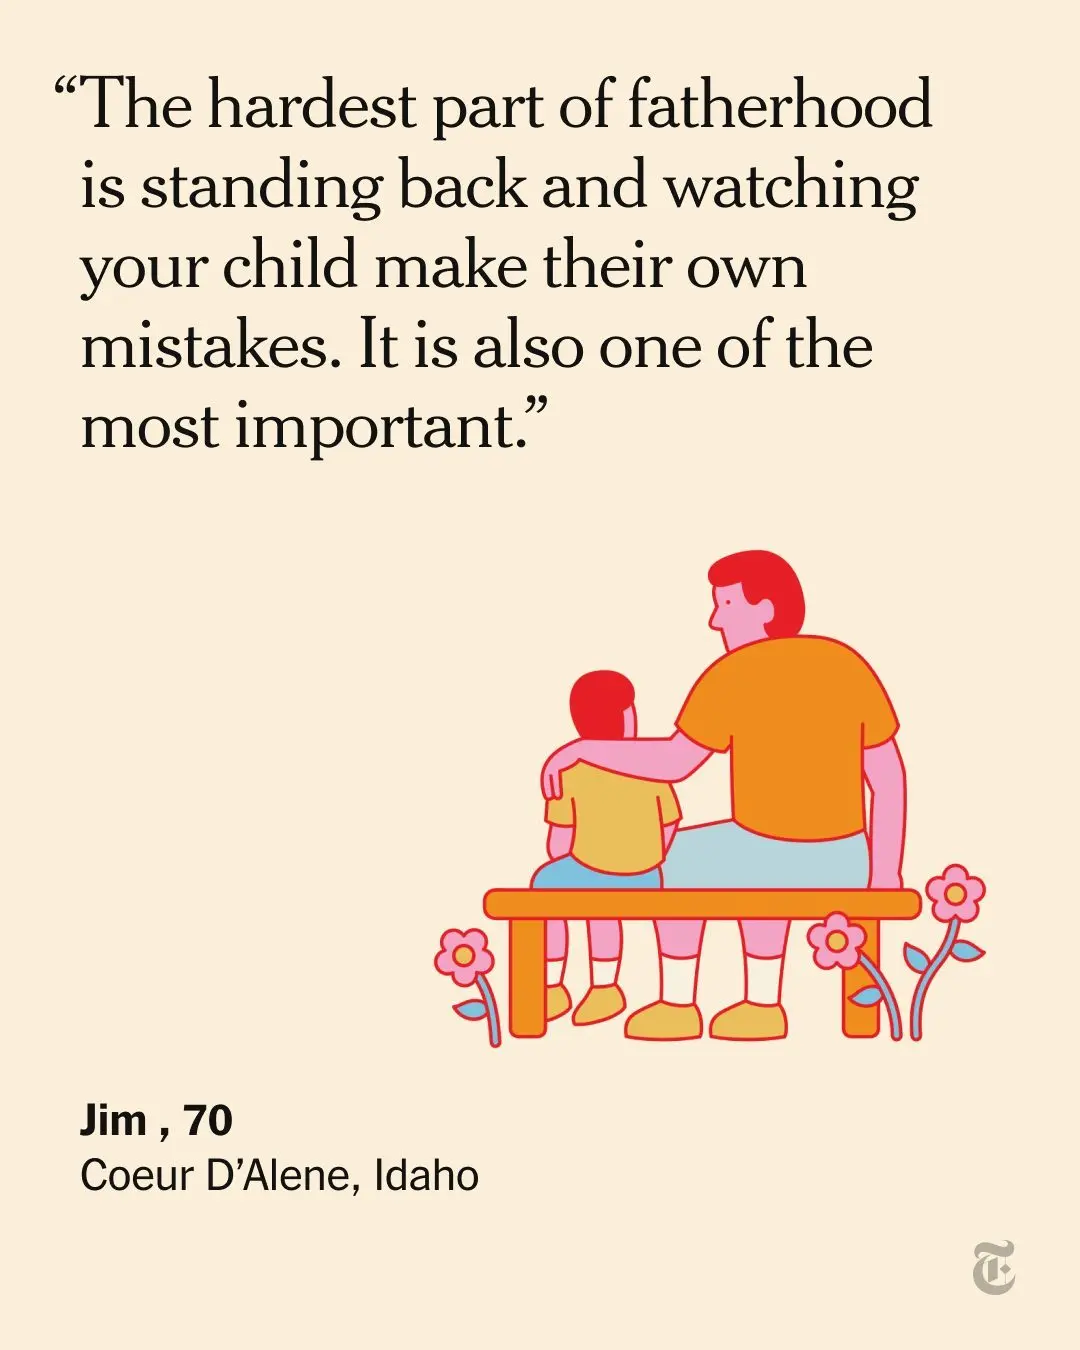 “The hardest part of fatherhood
is standing back and watching
your child make their own
mistakes. It is also one of the
most important.”
Jim , 70
Coeur D’Alene, Idaho
T